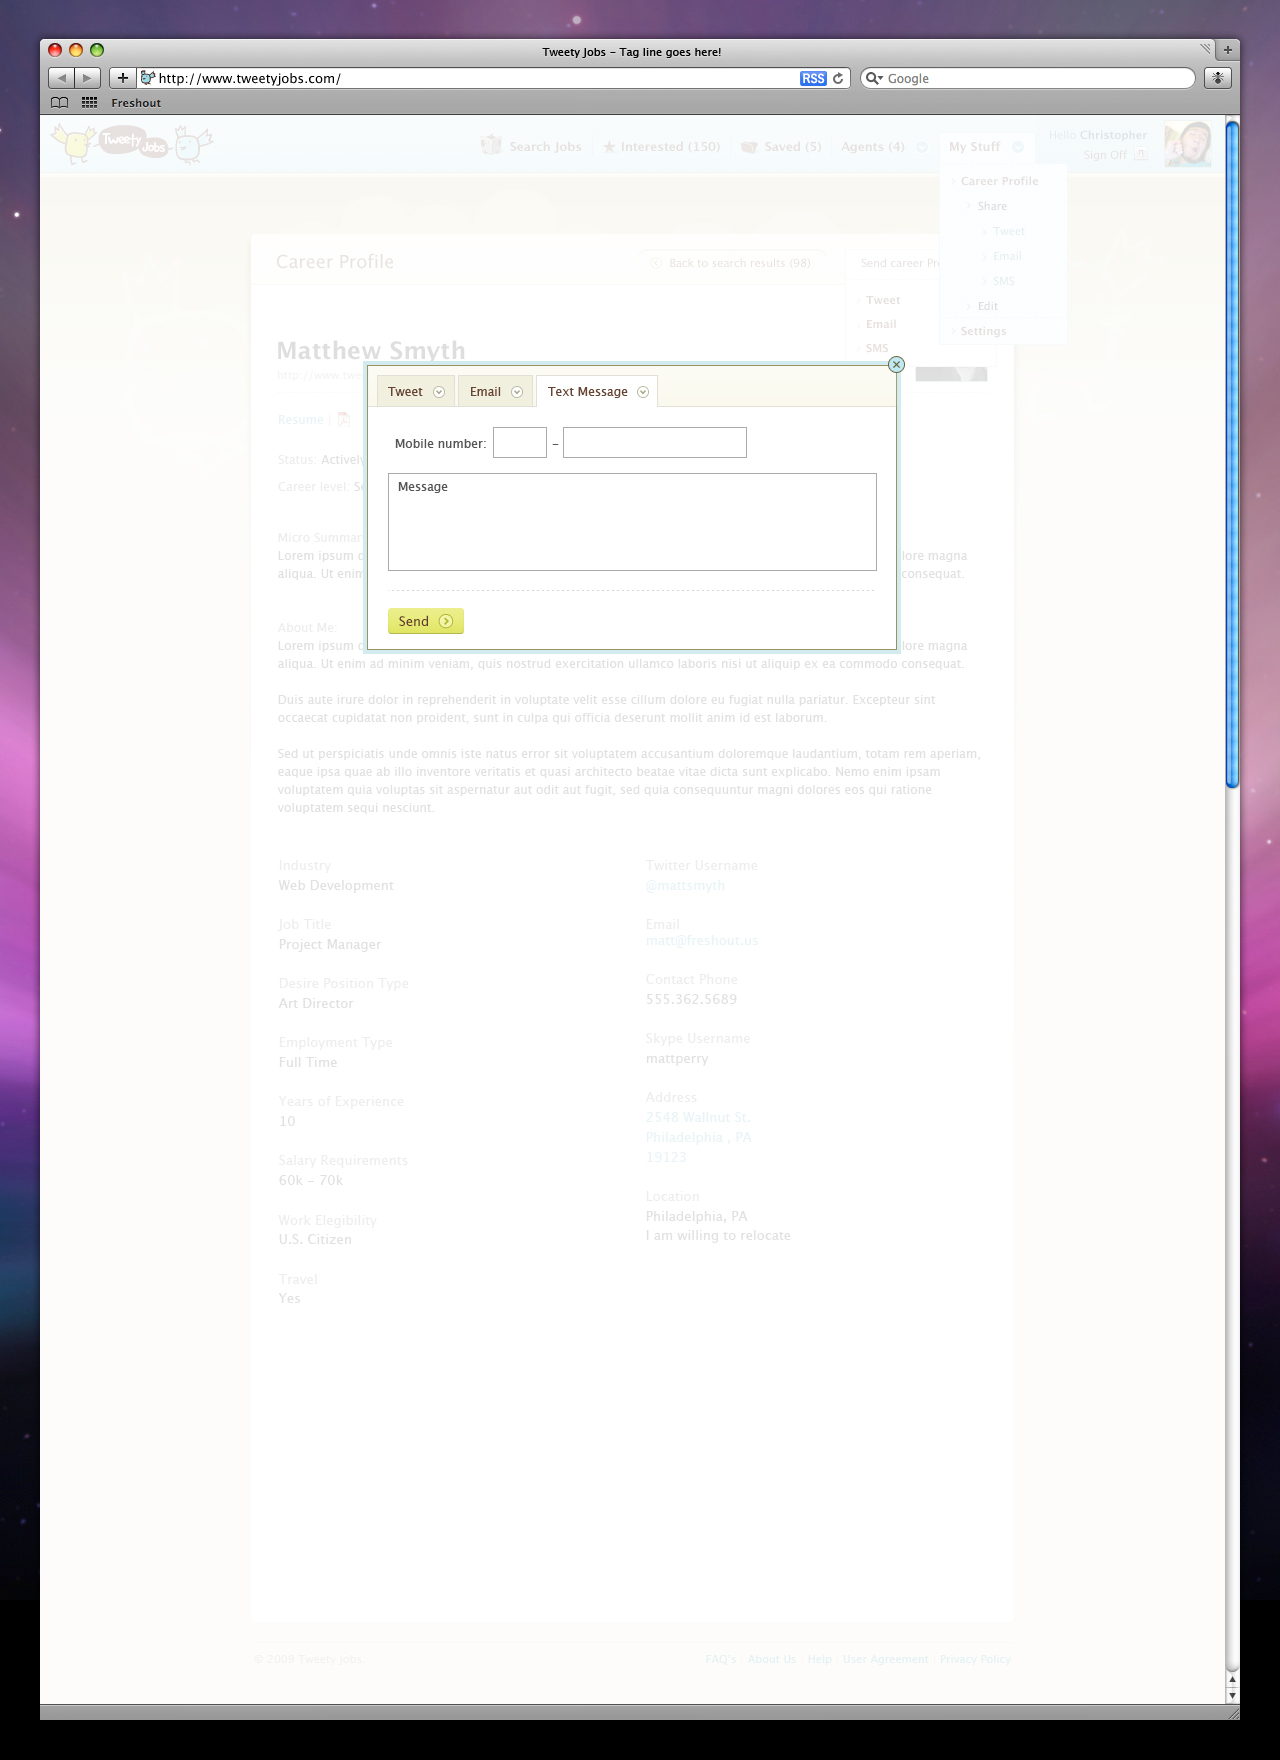 Tweety Jobs – Tag line goes here!
http://www.tweetyjobs.com/
RSS
Google
Freshout
Tweety Jobs
Search Jobs
Interested (150)
Saved (5)
Agents (4)
My Stuff
Hello Christopher
Sign Off
Career Profile
Share
Tweet
Email
SMS
Edit
Settings
Career Profile
Back to search results (98)
Send career Pr
Tweet
Email
SMS
Matthew Smyth
http://www.twe
Resume |
Status: Actively
Career level: S
Tweet
Email
Text Message
Mobile number:
–
Message
Send
Micro Summar
Lorem ipsum
lore magna
aliqua. Ut enim
consequat.
About Me:
Lorem ipsum
lore magna
aliqua. Ut enim ad minim veniam, quis nostrud exercitation ullamco laboris nisi ut aliquip ex ea commodo consequat.
Duis aute irure dolor in reprehenderit in voluptate velit esse cillum dolore eu fugiat nulla pariatur. Excepteur sint
occaecat cupidatat non proident, sunt in culpa qui officia deserunt mollit anim id est laborum.
Sed ut perspiciatis unde omnis iste natus error sit voluptatem accusantium doloremque laudantium, totam rem aperiam,
eaque ipsa quae ab illo inventore veritatis et quasi architecto beatae vitae dicta sunt explicabo. Nemo enim ipsam
voluptatem quia voluptas sit aspernatur aut odit aut fugit, sed quia consequuntur magni dolores eos qui ratione
voluptatem sequi nesciunt.
Industry
Web Development
Job Title
Project Manager
Desire Position Type
Art Director
Employment Type
Full Time
Years of Experience
10
Salary Requirements
60k – 70k
Work Elegibility
U.S. Citizen
Travel
Yes
Twitter Username
@mattsmyth
Email
matt@freshout.us
Contact Phone
555.362.5689
Skype Username
mattperry
Address
2548 Wallnut St.
Philadelphia , PA
19123
Location
Philadelphia, PA
I am willing to relocate
© 2009 Tweety Jobs.
FAQ's
About Us
Help
User Agreement
Privacy Policy